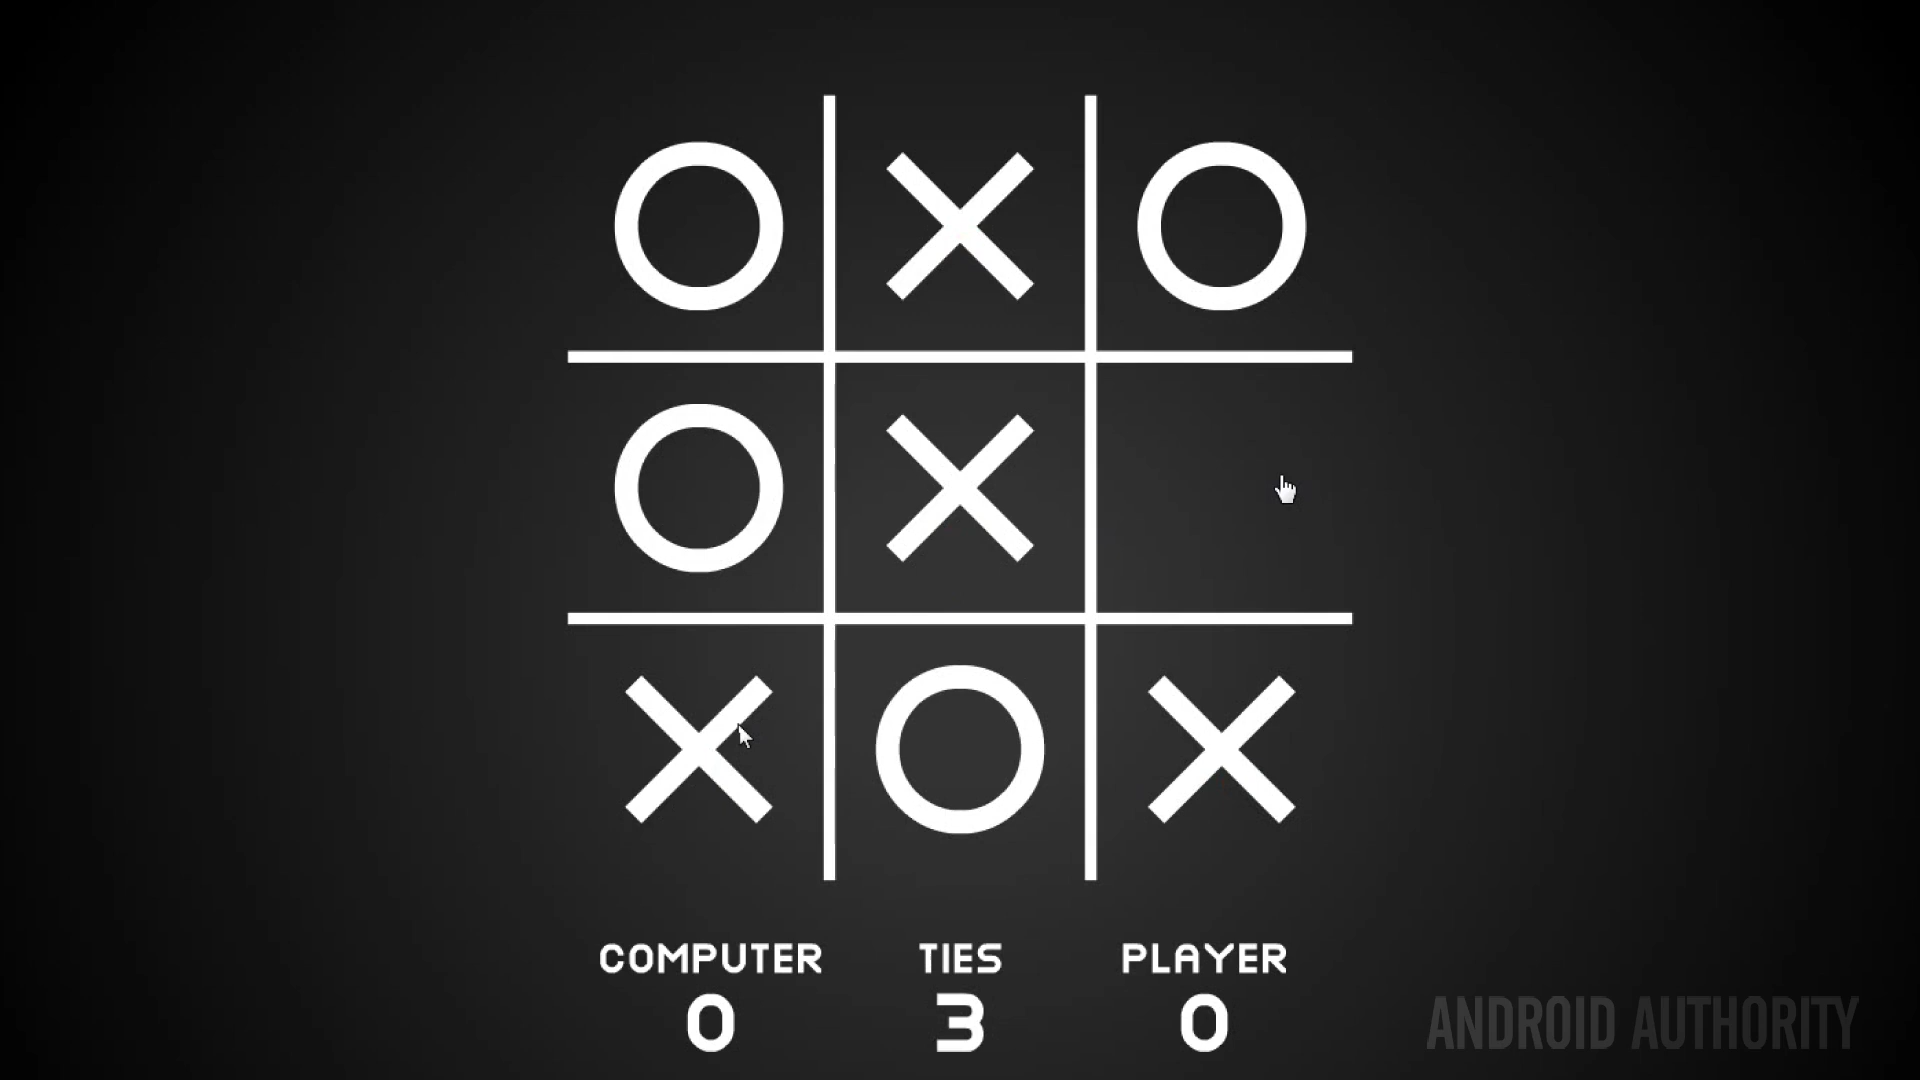 O X O
O X
X O X
COMPUTER TIES PLAYER
0 3 0
ANDROID AUTHORITY